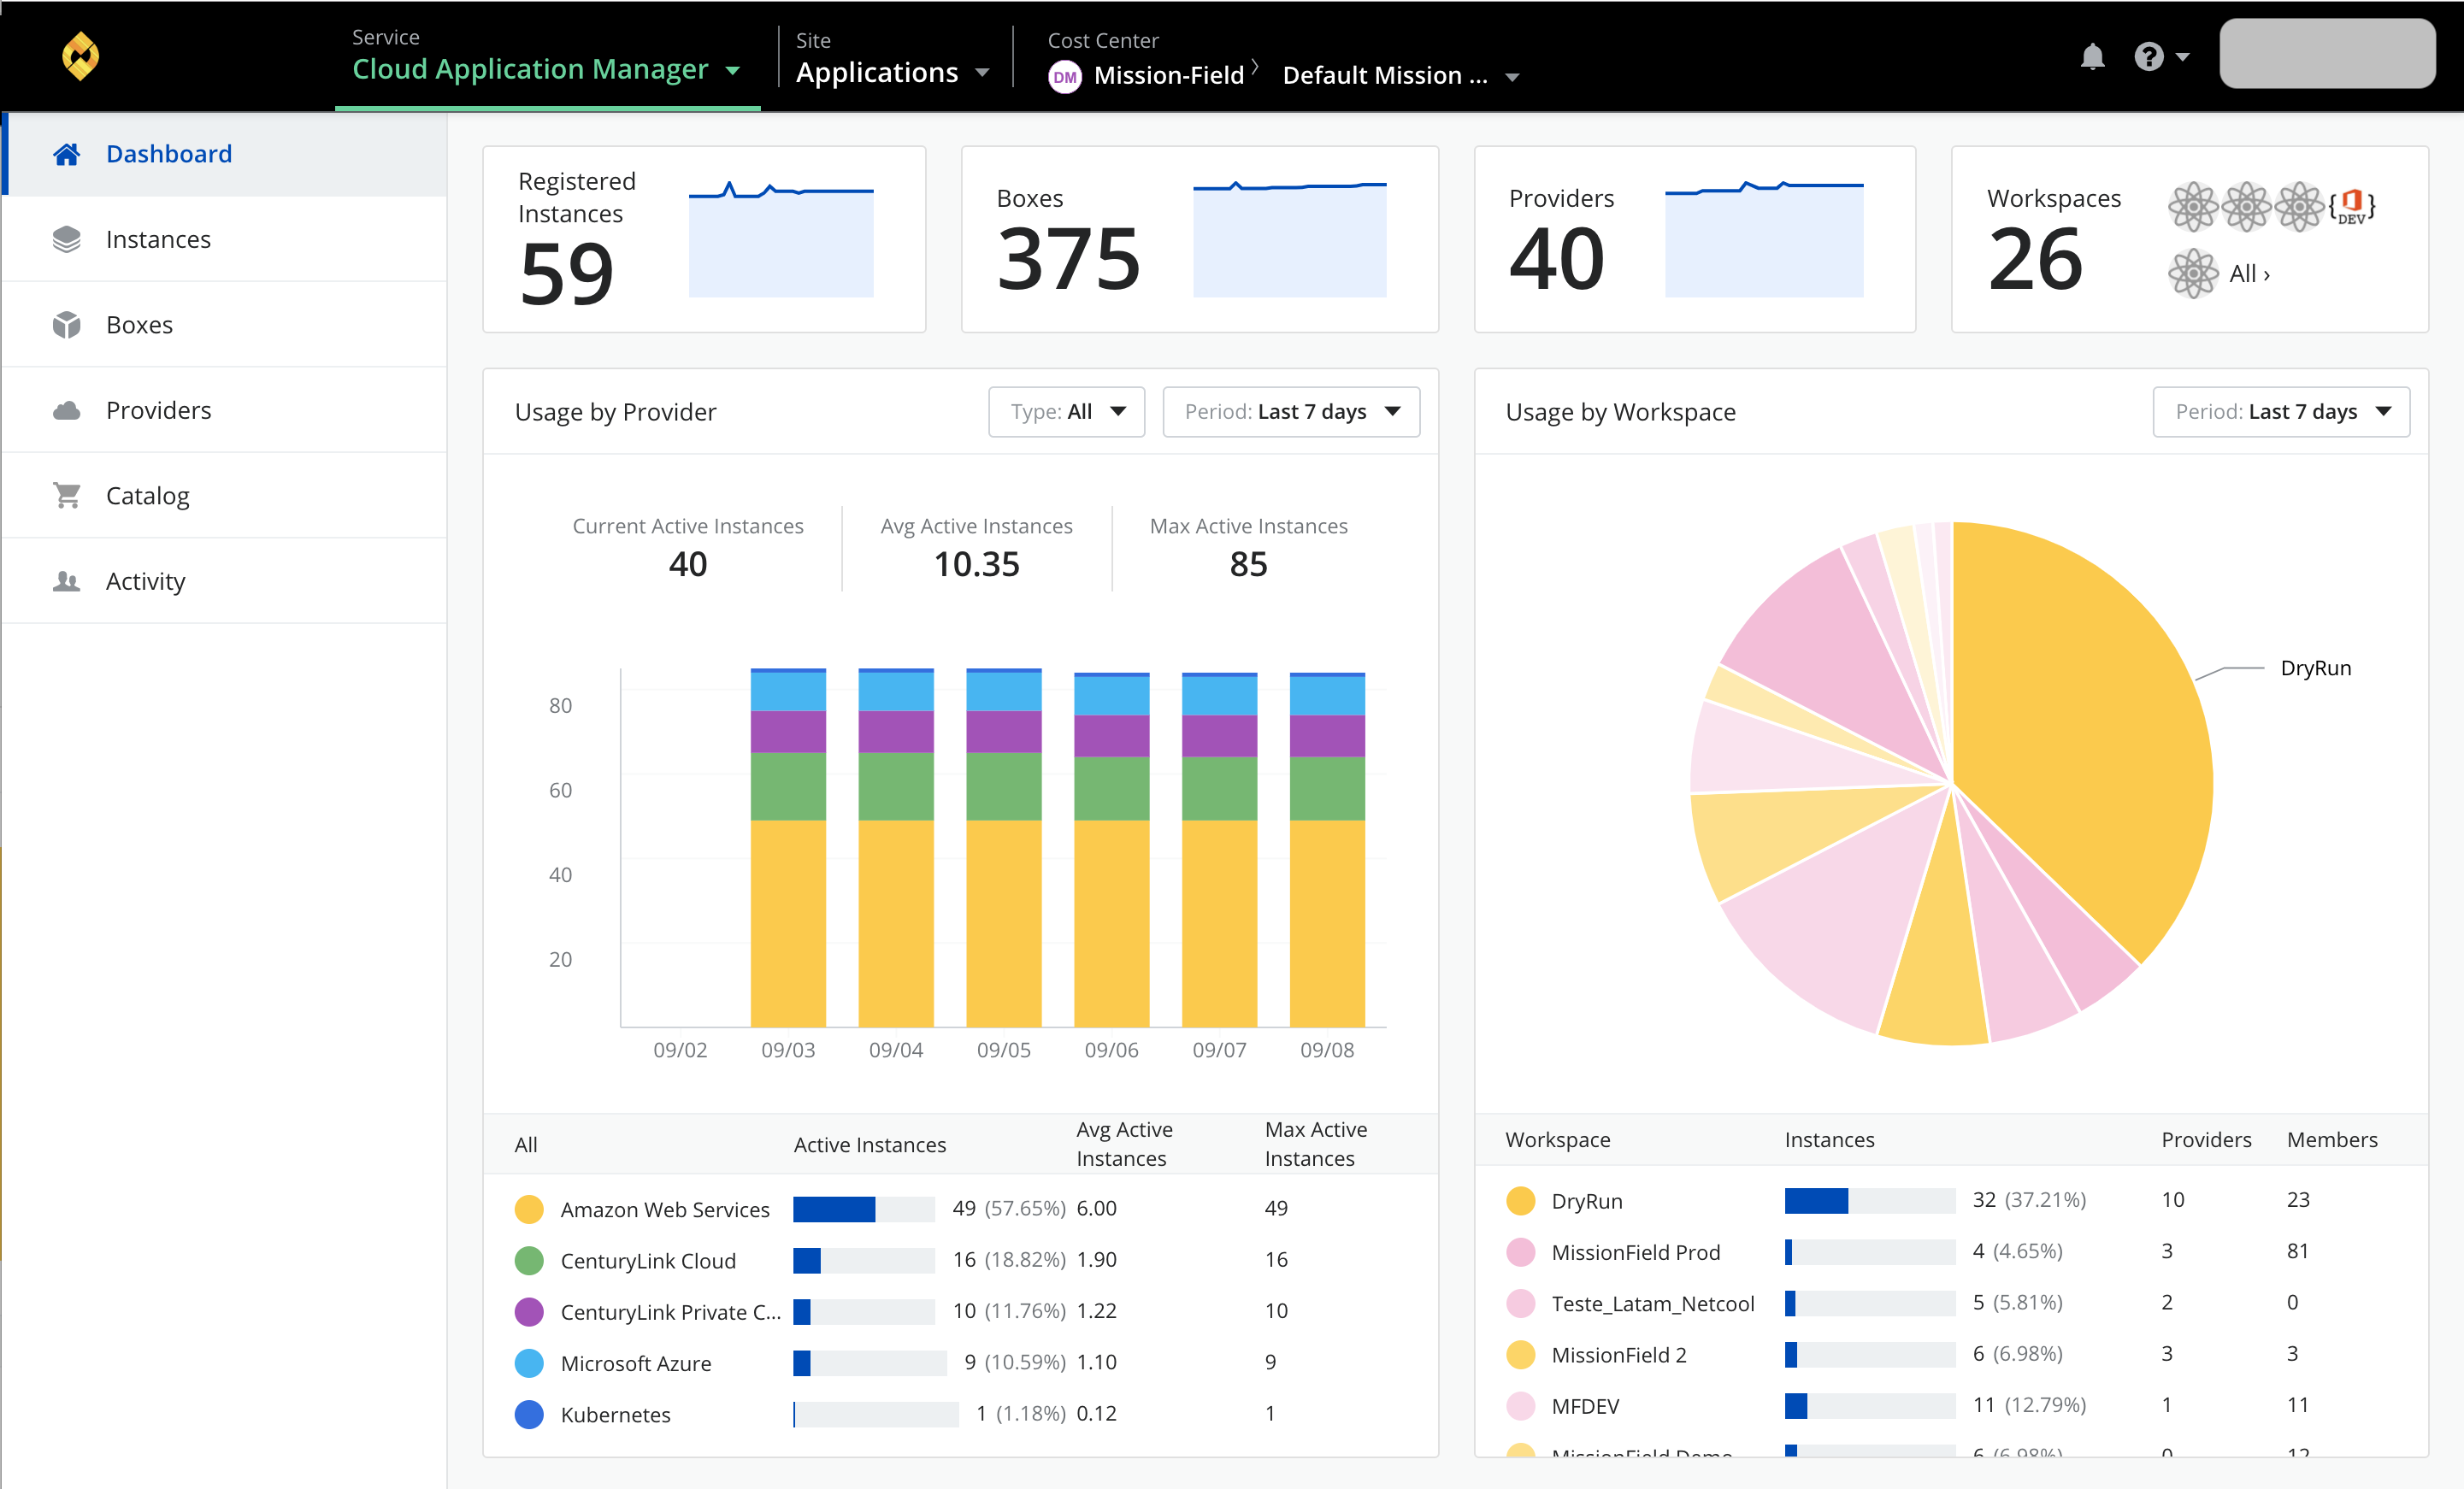 Service
Cloud Application Manager
Site
Applications
Cost Center
DM Mission-Field › Default Mission ...
?
Dashboard
Instances
Boxes
Providers
Catalog
Activity
Registered
Instances
59
Boxes
375
Providers
40
Workspaces
26
{DEV}
All ›
Usage by Provider
Type: All
Period: Last 7 days
Current Active Instances
40
Avg Active Instances
10.35
Max Active Instances
85
80
60
40
20
09/02 09/03 09/04 09/05 09/06 09/07 09/08
All Active Instances Avg Active Instances Max Active Instances
Amazon Web Services 49 (57.65%) 6.00 49
CenturyLink Cloud 16 (18.82%) 1.90 16
CenturyLink Private C... 10 (11.76%) 1.22 10
Microsoft Azure 9 (10.59%) 1.10 9
Kubernetes 1 (1.18%) 0.12 1
Usage by Workspace
Period: Last 7 days
DryRun
Workspace Instances Providers Members
DryRun 32 (37.21%) 10 23
MissionField Prod 4 (4.65%) 3 81
Teste_Latam_Netcool 5 (5.81%) 2 0
MissionField 2 6 (6.98%) 3 3
MFDEV 11 (12.79%) 1 11
MissionField Demo 6 (6.98%) 0 12